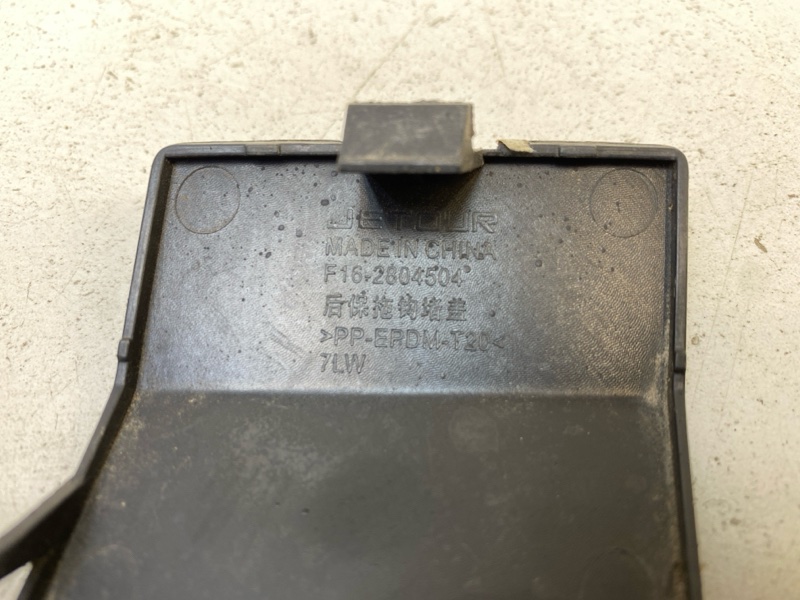 JETOUR
MADE IN CHINA
F16-2804504
后保拖钩堵盖
>PP-EPDM-T20<
7LW